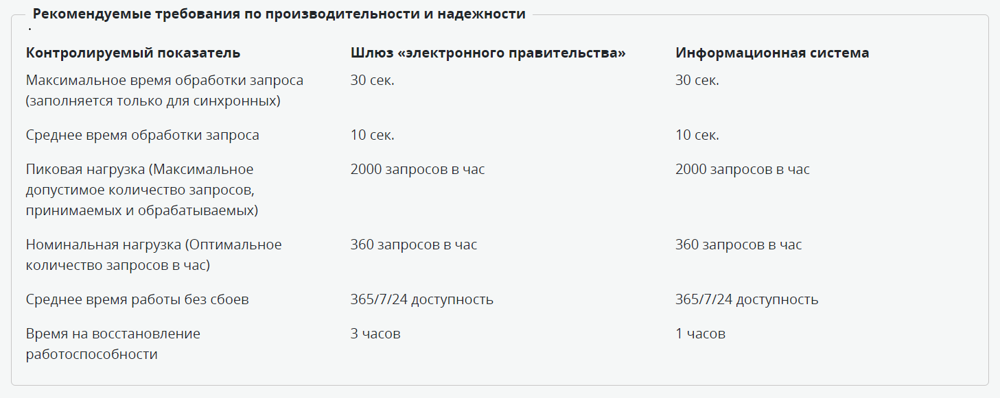 Рекомендуемые требования по производительности и надежности
.
Контролируемый показатель Шлюз «электронного правительства» Информационная система
Максимальное время обработки запроса 30 сек. 30 сек.
(заполняется только для синхронных)
Среднее время обработки запроса 10 сек. 10 сек.
Пиковая нагрузка (Максимальное 2000 запросов в час 2000 запросов в час
допустимое количество запросов,
принимаемых и обрабатываемых)
Номинальная нагрузка (Оптимальное 360 запросов в час 360 запросов в час
количество запросов в час)
Среднее время работы без сбоев 365/7/24 доступность 365/7/24 доступность
Время на восстановление 3 часов 1 часов
работоспособности